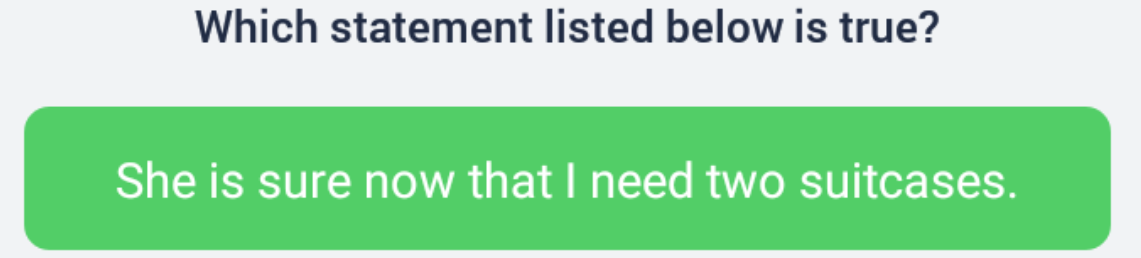 Which statement listed below is true?
She is sure now that I need two suitcases.